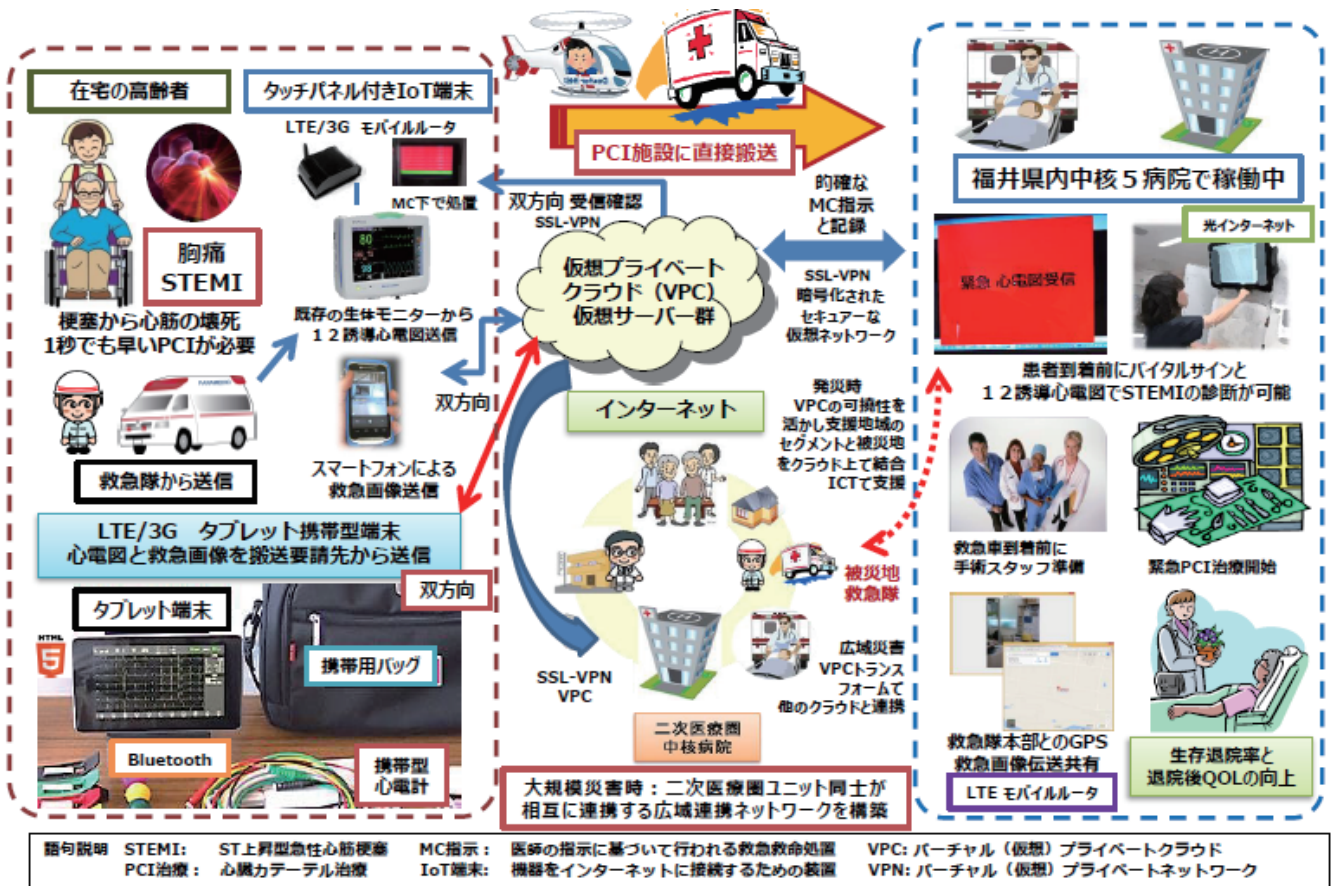 在宅の高齢者
タッチパネル付きIoT端末
LTE/3G モバイルルータ
MC下で処置
胸痛
STEMI
梗塞から心筋の壊死
1秒でも早いPCIが必要
既存の生体モニターから
12誘導心電図送信
80
98
双方向
救急隊から送信
スマートフォンによる
救急画像送信
LTE/3G タブレット携帯型端末
心電図と救急画像を搬送要請先から送信
双方向
タブレット端末
HTML
5
携帯用バッグ
Bluetooth
携帯型
心電計
PCI施設に直接搬送
双方向 受信確認
SSL-VPN
的確な
MC指示
と記録
仮想プライベート
クラウド(VPC)
仮想サーバー群
SSL-VPN
暗号化された
セキュアーな
仮想ネットワーク
インターネット
発災時
VPCの可撓性を
活かし支援地域の
セグメントと被災地
をクラウド上て結合
ICTて支援
被災地
救急隊
SSL-VPN
VPC
広域災害
VPCトランス
フォームて
他のクラウドと連携
二次医療圏
中核病院
大規模災害時:二次医療圏ユニット同士が
相互に連携する広域連携ネットワークを構築
H
福井県内中核5病院で稼働中
光インターネット
緊急 心電図受信
患者到着前にバイタルサインと
12誘導心電図でSTEMIの診断が可能
救急車到着前に
手術スタッフ準備
緊急PCI治療開始
救急隊本部とのGPS
救急画像伝送共有
LTE モバイルルータ
生存退院率と
退院後QOLの向上
語句説明 STEMI: ST上昇型急性心筋梗塞 MC指示: 医師の指示に基づいて行われる救急救命処置 VPC: バーチャル(仮想)プライベートクラウド
PCI治療: 心臓カテーテル治療 IoT端末: 機器をインターネットに接続するための装置 VPN: バーチャル(仮想)プライベートネットワーク